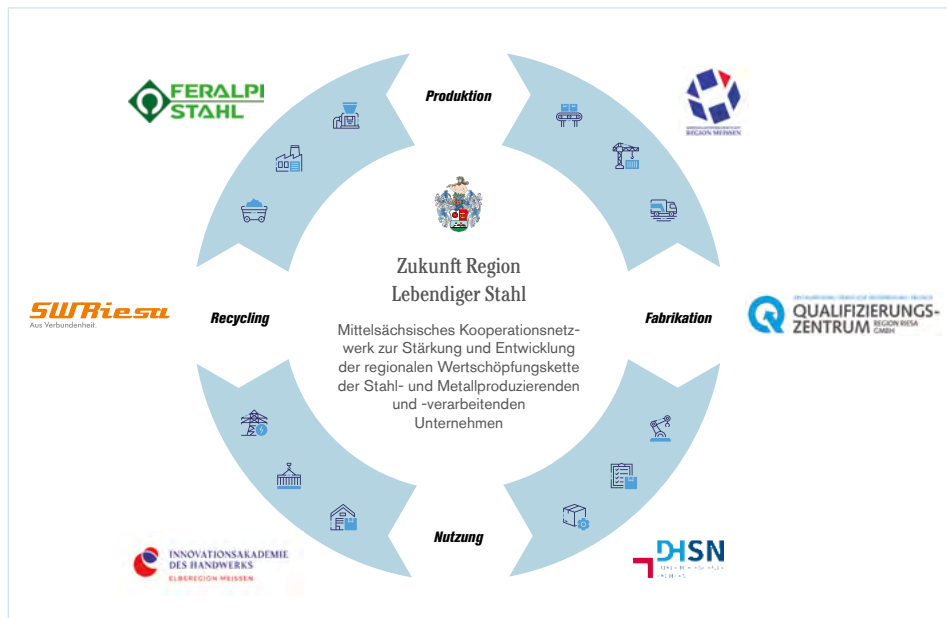 FERALPI
STAHL
Produktion
REGION MEISSEN
Zukunft Region
Lebendiger Stahl
Mittelsächsisches Kooperationsnetz-
werk zur Stärkung und Entwicklung
der regionalen Wertschöpfungskette
der Stahl- und Metallproduzierenden
und -verarbeitenden
Unternehmen
SWRiesa
Aus Verbundenheit.
Recycling
Fabrikation
QUALIFIZIERUNGS-
ZENTRUM REGION RIESA
GMBH
Nutzung
INNOVATIONSAKADEMIE
DES HANDWERKS
ELBEREGION MEISSEN
DHSN